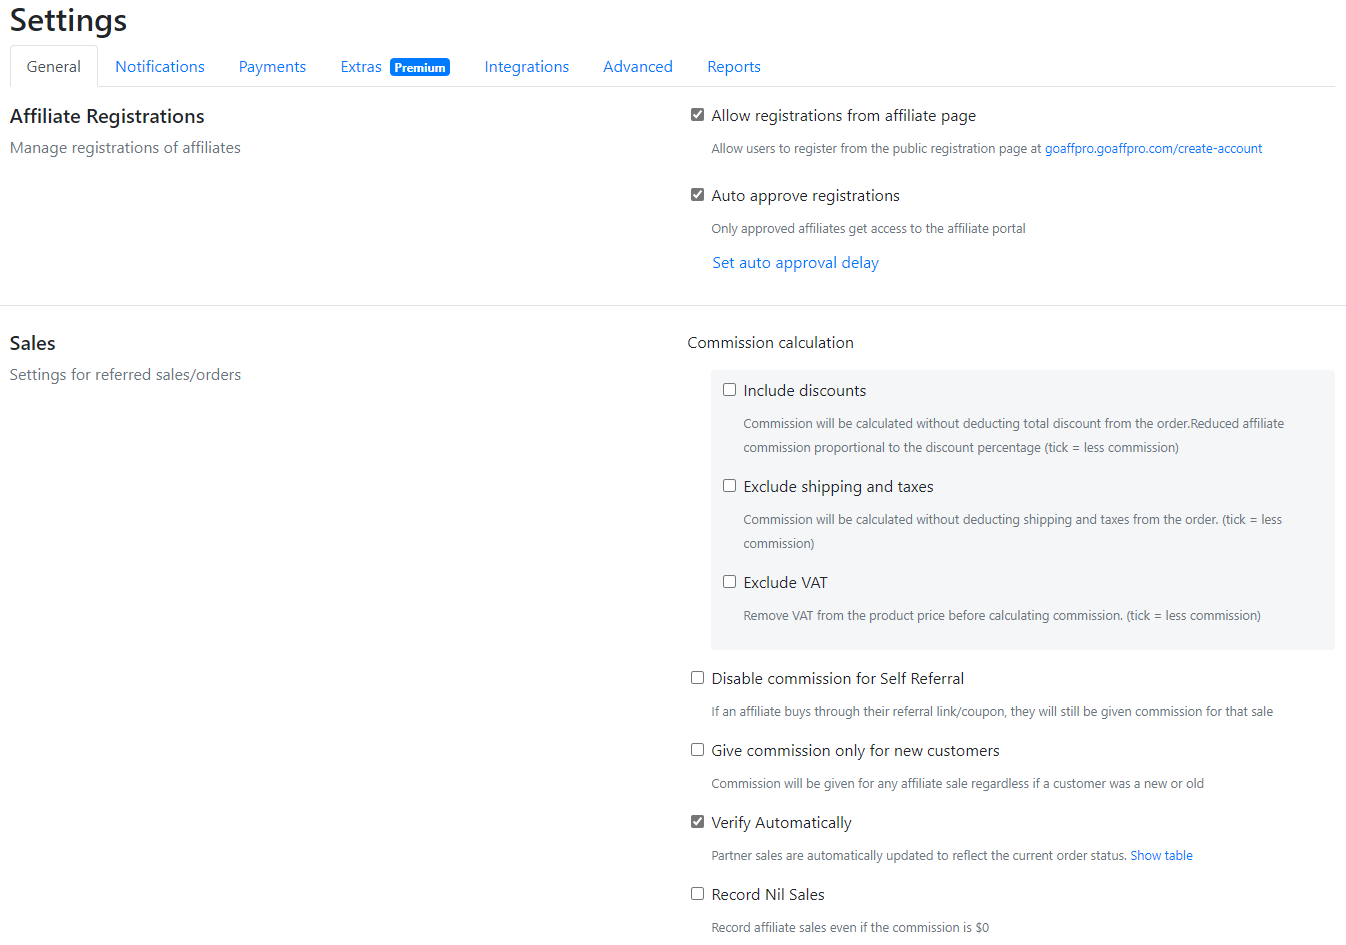 Settings
General Notifications Payments Extras Premium Integrations Advanced Reports
Affiliate Registrations
Manage registrations of affiliates
Allow registrations from affiliate page
Allow users to register from the public registration page at goaffpro.goaffpro.com/create-account
Auto approve registrations
Only approved affiliates get access to the affiliate portal
Set auto approval delay
Sales
Settings for referred sales/orders
Commission calculation
Include discounts
Commission will be calculated without deducting total discount from the order.Reduced affiliate
commission proportional to the discount percentage (tick = less commission)
Exclude shipping and taxes
Commission will be calculated without deducting shipping and taxes from the order. (tick = less
commission)
Exclude VAT
Remove VAT from the product price before calculating commission. (tick = less commission)
Disable commission for Self Referral
If an affiliate buys through their referral link/coupon, they will still be given commission for that sale
Give commission only for new customers
Commission will be given for any affiliate sale regardless if a customer was a new or old
Verify Automatically
Partner sales are automatically updated to reflect the current order status. Show table
Record Nil Sales
Record affiliate sales even if the commission is $0